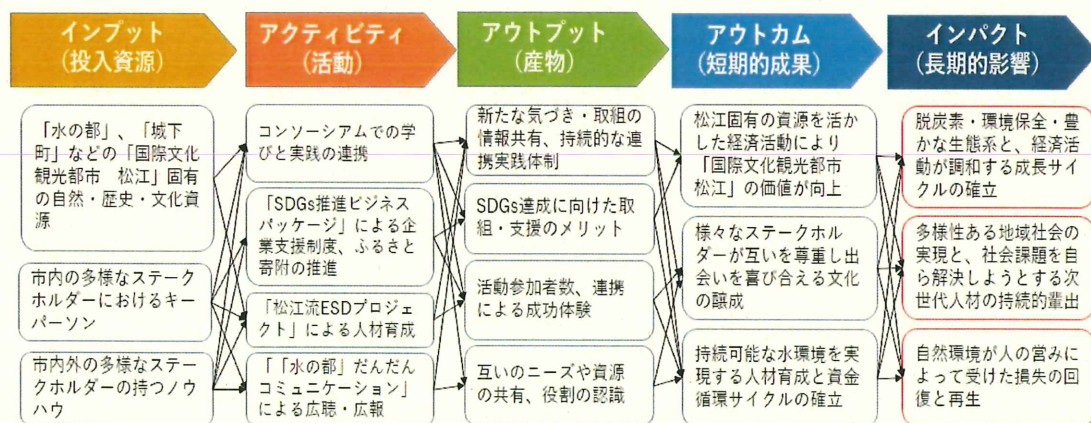 インプット
（投入資源）
アクティビティ
（活動）
アウトプット
（産物）
アウトカム
（短期的成果）
インパクト
（長期的影響）
「水の都」、「城下
町」などの「国際文化
観光都市　松江」固有
の自然・歴史・文化資
源
市内の多様なステーク
ホルダーにおけるキー
パーソン
市内外の多様なステー
クホルダーの持つノウ
ハウ
コンソーシアムでの学
びと実践の連携
「SDGs推進ビジネス
パッケージ」による企
業支援制度、ふるさと
寄附の推進
「松江流ESDプロジェ
クト」による人材育成
「「水の都」だんだん
コミュニケーション」
による広聴・広報
新たな気づき・取組の
情報共有、持続的な連
携実践体制
SDGs達成に向けた取
組・支援のメリット
活動参加者数、連携
による成功体験
互いのニーズや資源
の共有、役割の認識
松江固有の資源を活か
した経済活動により
「国際文化観光都市
松江」の価値が向上
様々なステークホル
ダーが互いを尊重し出
会いを喜び合える文化
の醸成
持続可能な水環境を実
現する人材育成と資金
循環サイクルの確立
脱炭素・環境保全・豊
かな生態系と、経済活
動が調和する成長サイ
クルの確立
多様性ある地域社会の
実現と、社会課題を自
ら解決しようとする次
世代人材の持続的輩出
自然環境が人の営みに
よって受けた損失の回
復と再生